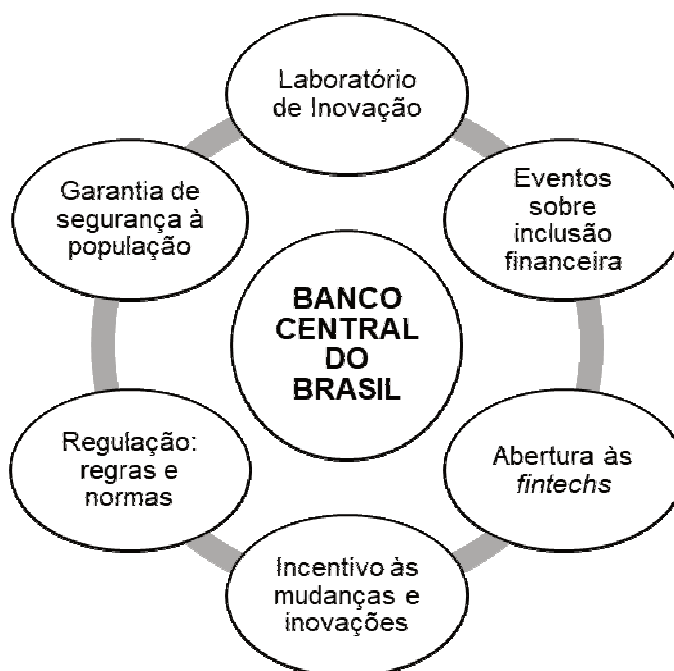 Laboratório
de Inovação
Eventos
sobre
inclusão
financeira
Abertura às
fintechs
Incentivo às
mudanças e
inovações
Regulação:
regras e
normas
Garantia de
segurança à
população
BANCO
CENTRAL
DO
BRASIL